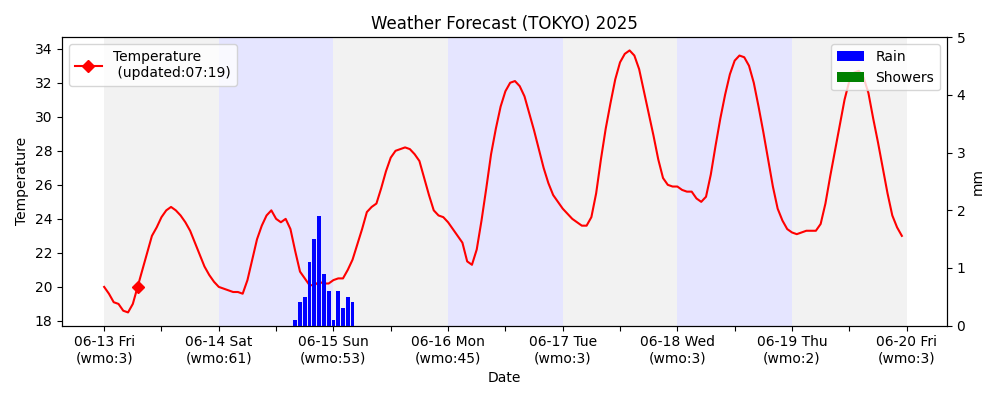 Weather Forecast (TOKYO) 2025
Temperature
(updated:07:19)
Rain
Showers
Temperature
34
32
30
28
26
24
22
20
18
5
4
3
2
1
0
mm
06-13 Fri
(wmo:3)
06-14 Sat
(wmo:61)
06-15 Sun
(wmo:53)
06-16 Mon
(wmo:45)
06-17 Tue
(wmo:3)
06-18 Wed
(wmo:3)
06-19 Thu
(wmo:2)
06-20 Fri
(wmo:3)
Date